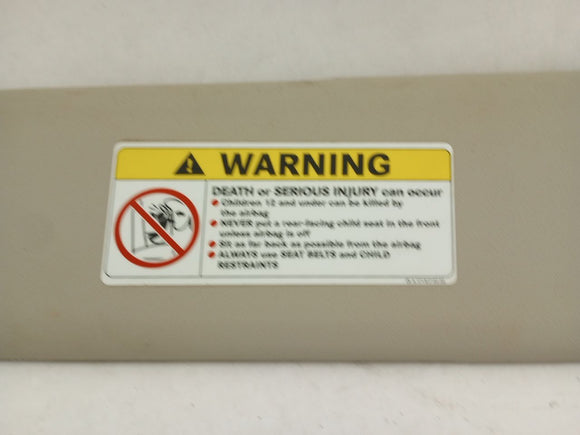 WARNING
DEATH or SERIOUS INJURY can occur
Children 12 and under can be killed by
the airbag
NEVER put a rear-facing child seat in the front
unless airbag is off
Sit as far back as possible from the airbag
ALWAYS use SEAT BELTS and CHILD
RESTRAINTS